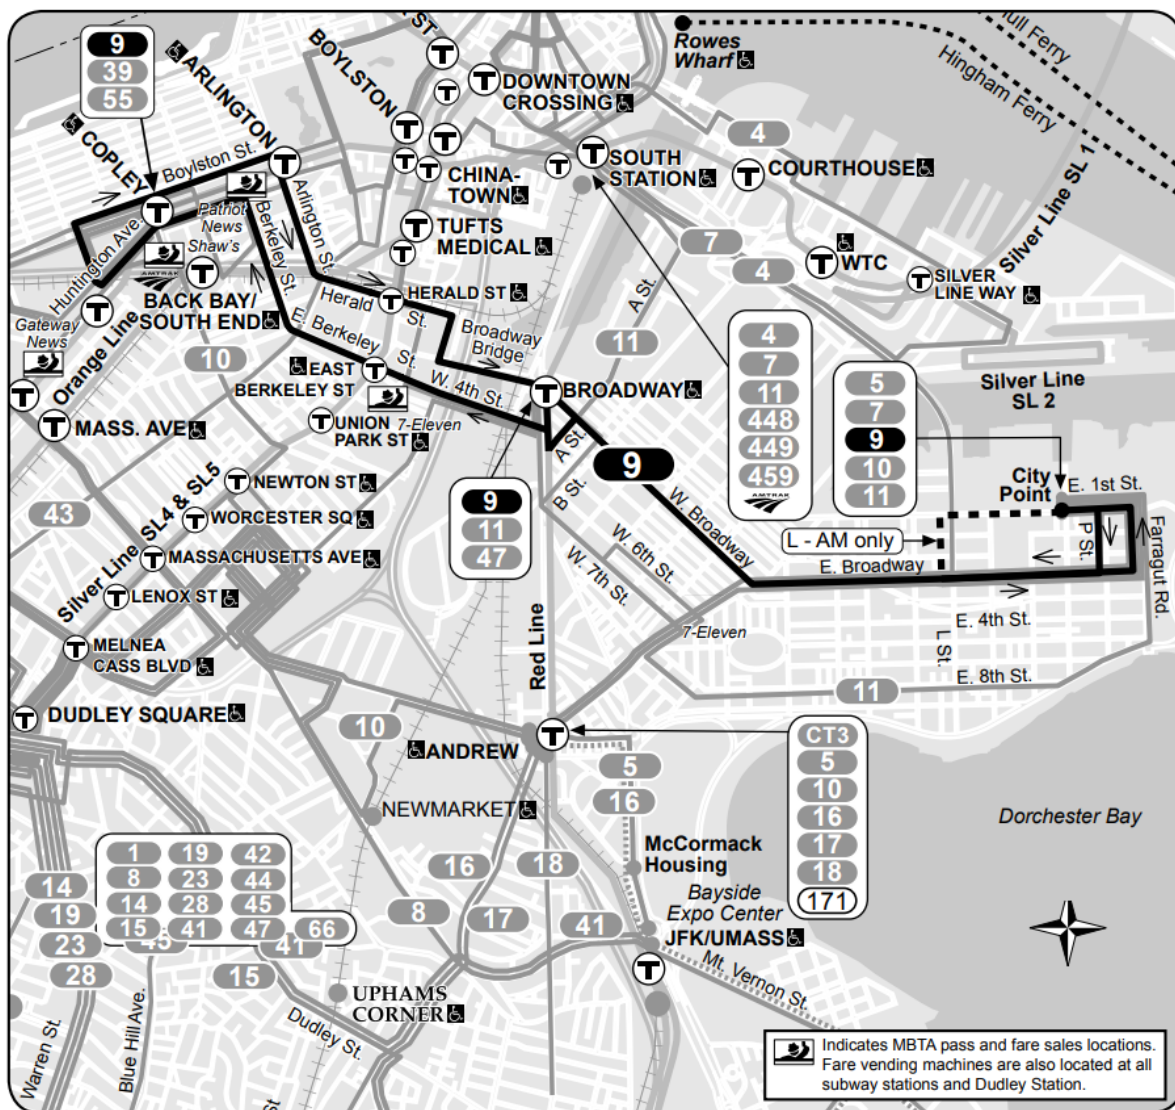 9
39
55
COPLEY
ARLINGTON
BOYLSTON
ST
DOWNTOWN
CROSSING
Rowes
Wharf
Hull Ferry
Hingham Ferry
Boylston St.
Huntington Ave.
Patriot
News
Shaw's
AMTRAK
Berkeley St.
Arlington St.
CHINA-
TOWN
TUFTS
MEDICAL
SOUTH
STATION
4
COURTHOUSE
Silver Line SL 1
7
4
WTC
SILVER
LINE WAY
BACK BAY/
SOUTH END
Herald St.
HERALD ST
Broadway
Bridge
A St.
11
Gateway
News
Orange Line
10
E. Berkeley St.
EAST
BERKELEY ST
W. 4th St.
BROADWAY
4
7
11
448
449
459
AMTRAK
5
7
9
10
11
Silver Line
SL 2
MASS. AVE
UNION
PARK ST
7-Eleven
A St.
B St.
9
W. Broadway
City
Point
E. 1st St.
NEWTON ST
43
Silver Line SL4 & SL5
WORCESTER SQ
MASSACHUSETTS AVE
LENOX ST
MELNEA
CASS BLVD
DUDLEY SQUARE
9
11
47
W. 6th St.
W. 7th St.
L - AM only
E. Broadway
P St.
Farragut Rd.
E. 4th St.
7-Eleven
L St.
E. 8th St.
11
Red Line
10
ANDREW
NEWMARKET
5
16
CT3
5
10
16
17
18
171
Dorchester Bay
McCormack
Housing
Bayside
Expo Center
JFK/UMASS
Mt. Vernon St.
1 19 42
8 23 44
14 28 45
15 41 47 66
14
19
23
28
45
41
15
16
18
8
17
41
UPHAMS
CORNER
Dudley St.
Warren St.
Blue Hill Ave.
St
Indicates MBTA pass and fare sales locations.
Fare vending machines are also located at all
subway stations and Dudley Station.